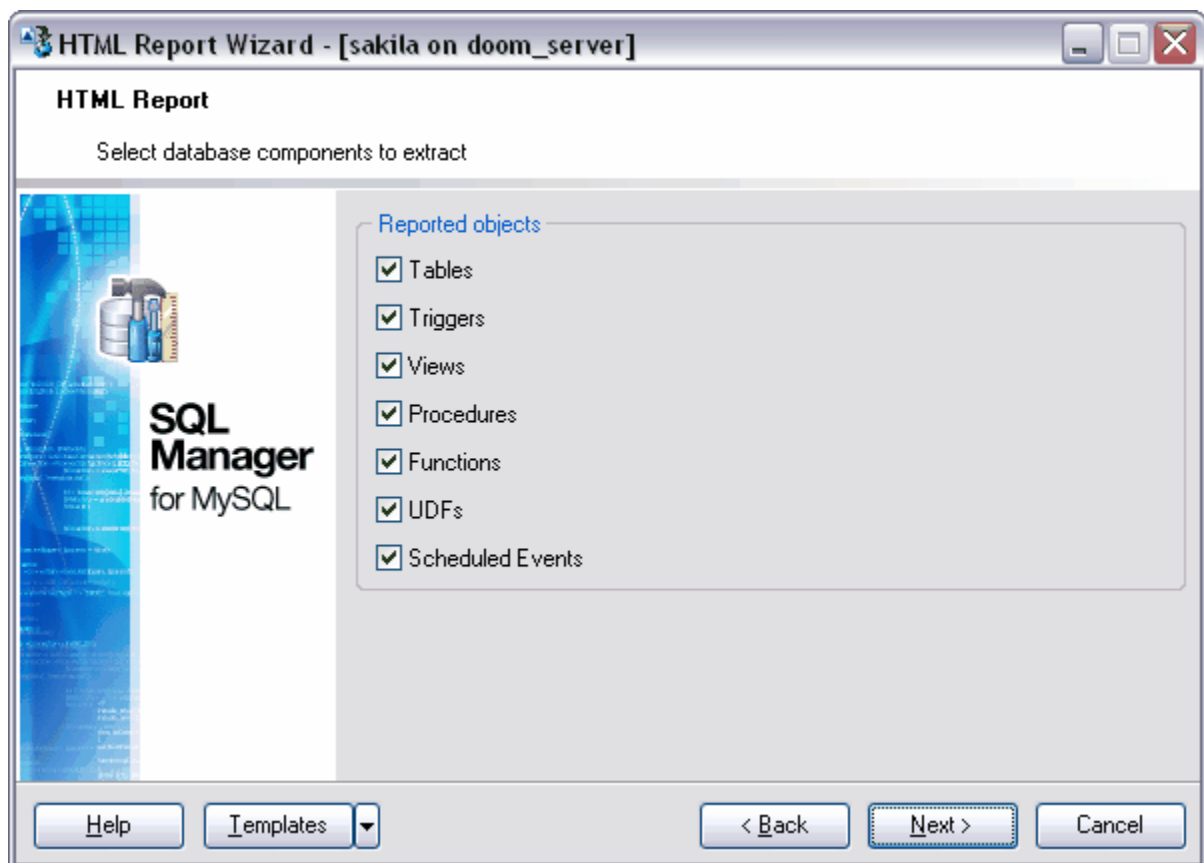 HTML Report Wizard - [sakila on doom_server]
HTML Report
Select database components to extract
Reported objects
Tables
Triggers
Views
Procedures
Functions
UDFs
Scheduled Events
SQL
Manager
for MySQL
Help
Templates
< Back
Next >
Cancel